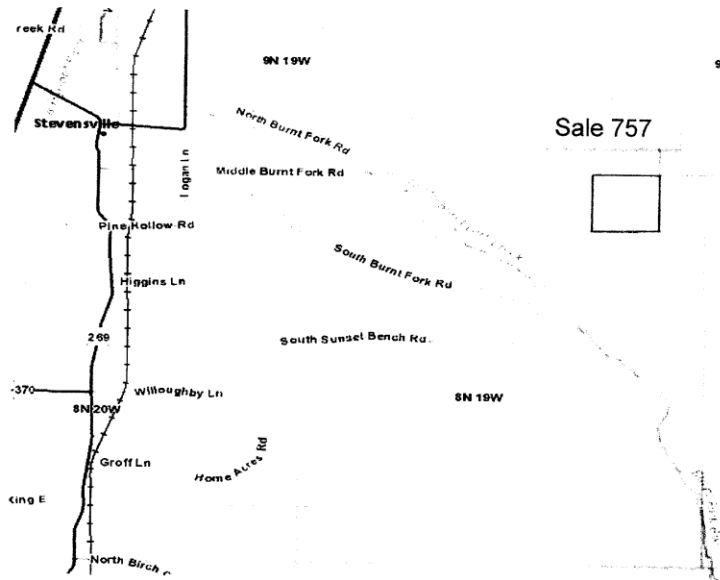 reek Rd
9N 19W
9
Stevensville
North Burnt Fork Rd
Sale 757
Logan Ln
Middle Burnt Fork Rd
Pine Hollow Rd
South Burnt Fork Rd
Higgins Ln
269
South Sunset Bench Rd
-370
Willoughby Ln
8N 20W
8N 19W
Groff Ln
Home Acres Rd
King E
North Birch C